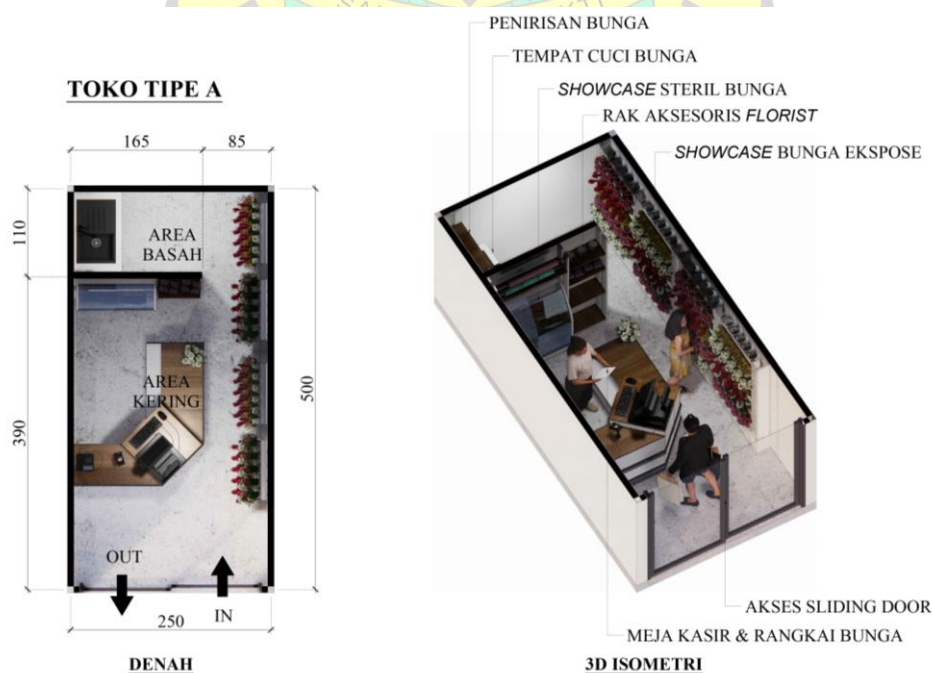 PENIRISAN BUNGA
TEMPAT CUCI BUNGA
TOKO TIPE A
SHOWCASE STERIL BUNGA
RAK AKSESORIS FLORIST
SHOWCASE BUNGA EKSPOSE
165
85
110
AREA
BASAH
390
AREA
KERING
500
OUT
IN
250
AKSES SLIDING DOOR
MEJA KASIR & RANGKAI BUNGA
DENAH
3D ISOMETRI